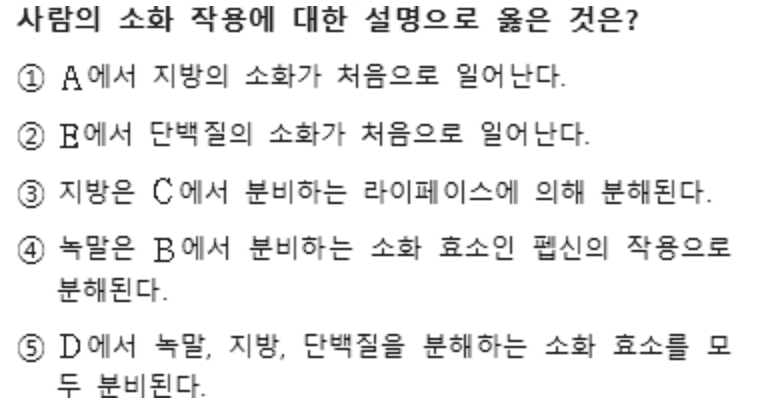 사람의 소화 작용에 대한 설명으로 옳은 것은?
① A에서 지방의 소화가 처음으로 일어난다.
② E에서 단백질의 소화가 처음으로 일어난다.
③ 지방은 C에서 분비하는 라이페이스에 의해 분해된다.
④ 녹말은 B에서 분비하는 소화 효소인 펩신의 작용으로
분해된다.
⑤ D에서 녹말, 지방, 단백질을 분해하는 소화 효소를 모
두 분비된다.